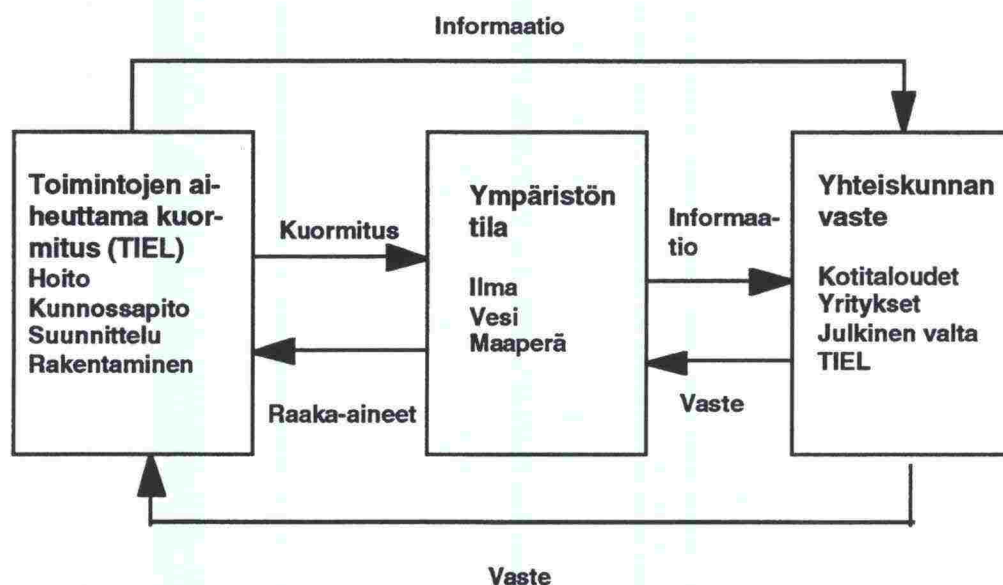 Informaatio
Toimintojen ai-
heuttama kuor-
mitus (TIEL)
Hoito
Kunnossapito
Suunnittelu
Rakentaminen
Kuormitus
Raaka-aineet
Ympäristön
tila
Ilma
Vesi
Maaperä
Informaa-
tio
Vaste
Yhteiskunnan
vaste
Kotitaloudet
Yritykset
Julkinen valta
TIEL
Vaste